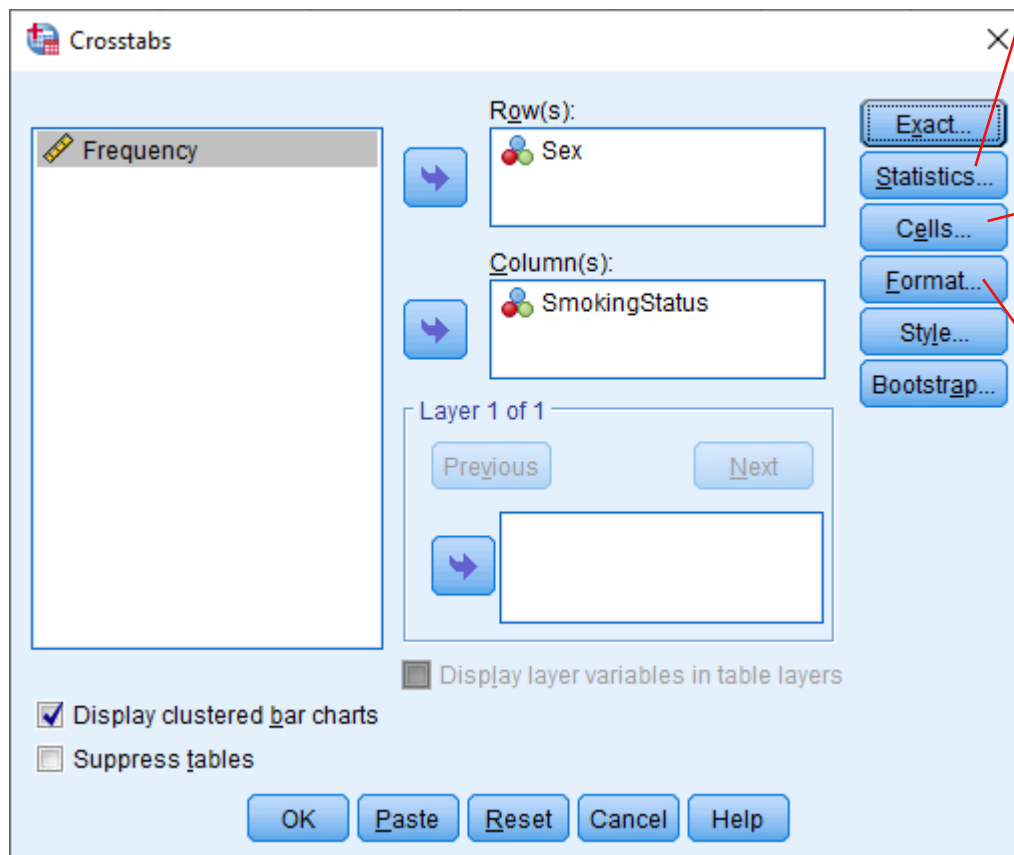 Crosstabs
Frequency
Row(s):
Sex
Column(s):
SmokingStatus
Layer 1 of 1
Previous
Next
Display layer variables in table layers
Exact...
Statistics...
Cells...
Format...
Style...
Bootstrap...
Display clustered bar charts
Suppress tables
OK Paste Reset Cancel Help